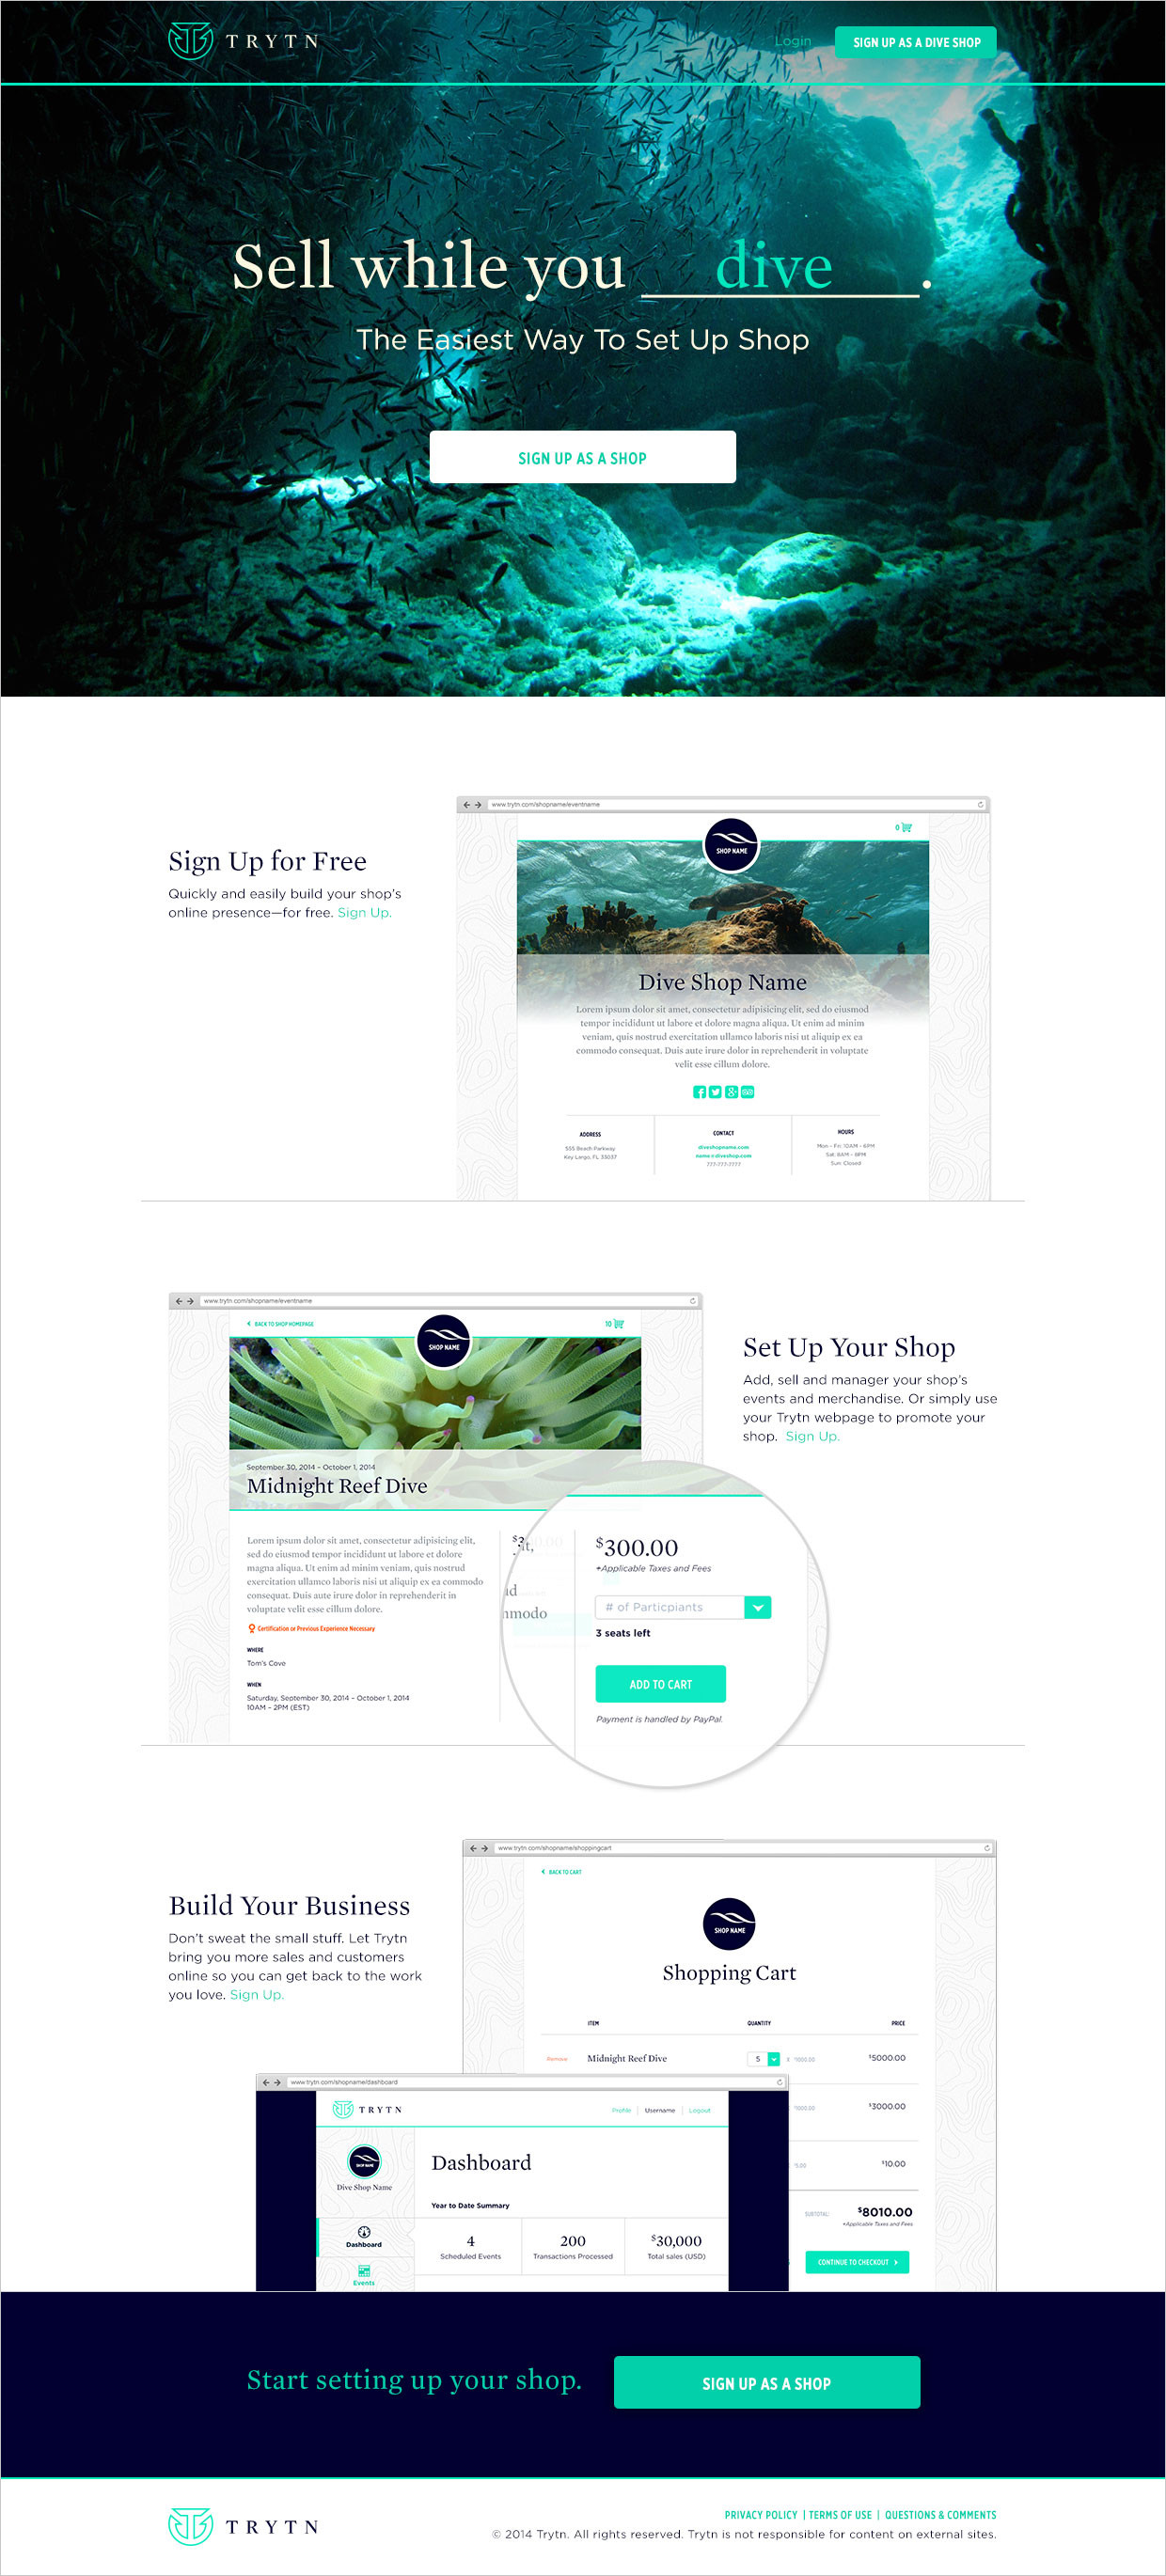 TRYTN
Login
SIGN UP AS A DIVE SHOP
Sell while you dive.
The Easiest Way To Set Up Shop
SIGN UP AS A SHOP
Sign Up for Free
Quickly and easily build your shop's
online presence—for free. Sign Up.
www.trytn.com/shopname/eventname
0
SHOP NAME
Dive Shop Name
Lorem ipsum dolor sit amet, consectetur adipisicing elit, sed do eiusmod
tempor incididunt ut labore et dolore magna aliqua. Ut enim ad minim
veniam, quis nostrud exercitation ullamco laboris nisi ut aliquip ex ea
commodo consequat. Duis aute irure dolor in reprehenderit in voluptate
velit esse cillum dolore.
ADDRESS
555 Beach Parkway
Key Largo, FL 33037
CONTACT
diveshopname.com
name@diveshop.com
777-777-7777
HOURS
Mon - Fri: 10AM - 6PM
Sat: 8AM - 8PM
Sun: Closed
www.trytn.com/shopname/eventname
BACK TO SHOP HOMEPAGE
SHOP NAME
10
September 30, 2014 - October 1, 2014
Midnight Reef Dive
Lorem ipsum dolor sit amet, consectetur adipisicing elit,
sed do eiusmod tempor incididunt ut labore et dolore
magna aliqua. Ut enim ad minim veniam, quis nostrud
exercitation ullamco laboris nisi ut aliquip ex ea commodo
consequat. Duis aute irure dolor in reprehenderit in
voluptate velit esse cillum dolore.
Certification or Previous Experience Necessary
WHERE
Tom's Cove
WHEN
Saturday, September 30, 2014 - October 1, 2014
10AM - 2PM (EST)
$300.00
+Applicable Taxes and Fees
# of Particpiants
3 seats left
ADD TO CART
Payment is handled by PayPal.
Set Up Your Shop
Add, sell and manager your shop's
events and merchandise. Or simply use
your Trytn webpage to promote your
shop. Sign Up.
Build Your Business
Don't sweat the small stuff. Let Trytn
bring you more sales and customers
online so you can get back to the work
you love. Sign Up.
www.trytn.com/shopname/shoppingcart
BACK TO CART
SHOP NAME
Shopping Cart
ITEM QUANTITY PRICE
Remove Midnight Reef Dive 5 x $1000.00 $5000.00
$3000.00
$10.00
SUBTOTAL: $8010.00
+Applicable Taxes and Fees
CONTINUE TO CHECKOUT
www.trytn.com/shopname/dashboard
TRYTN
Profile | Username | Logout
SHOP NAME
Dive Shop Name
Dashboard
Events
Dashboard
Year to Date Summary
4
Scheduled Events
200
Transactions Processed
$30,000
Total sales (USD)
Start setting up your shop.
SIGN UP AS A SHOP
TRYTN
PRIVACY POLICY | TERMS OF USE | QUESTIONS & COMMENTS
© 2014 Trytn. All rights reserved. Trytn is not responsible for content on external sites.